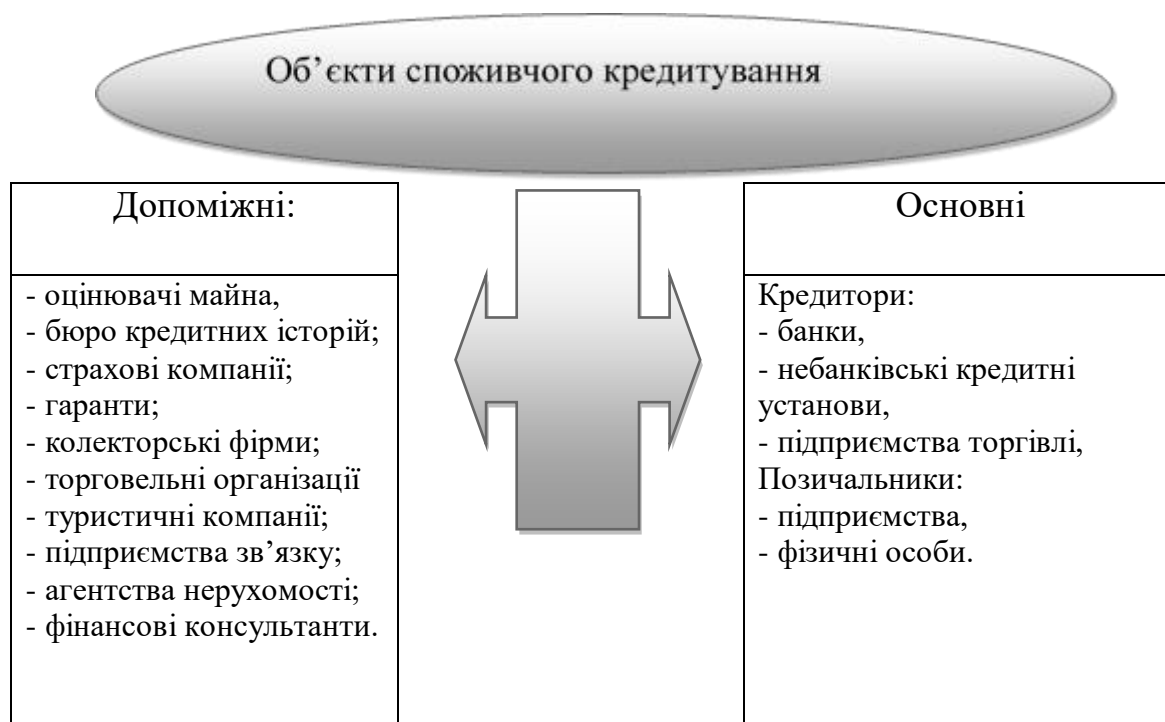 Об’єкти споживчого кредитування
Допоміжні:
- оцінювачі майна,
- бюро кредитних історій;
- страхові компанії;
- гаранти;
- колекторські фірми;
- торговельні організації
- туристичні компанії;
- підприємства зв’язку;
- агентства нерухомості;
- фінансові консультанти.
Основні
Кредитори:
- банки,
- небанківські кредитні
установи,
- підприємства торгівлі,
Позичальники:
- підприємства,
- фізичні особи.